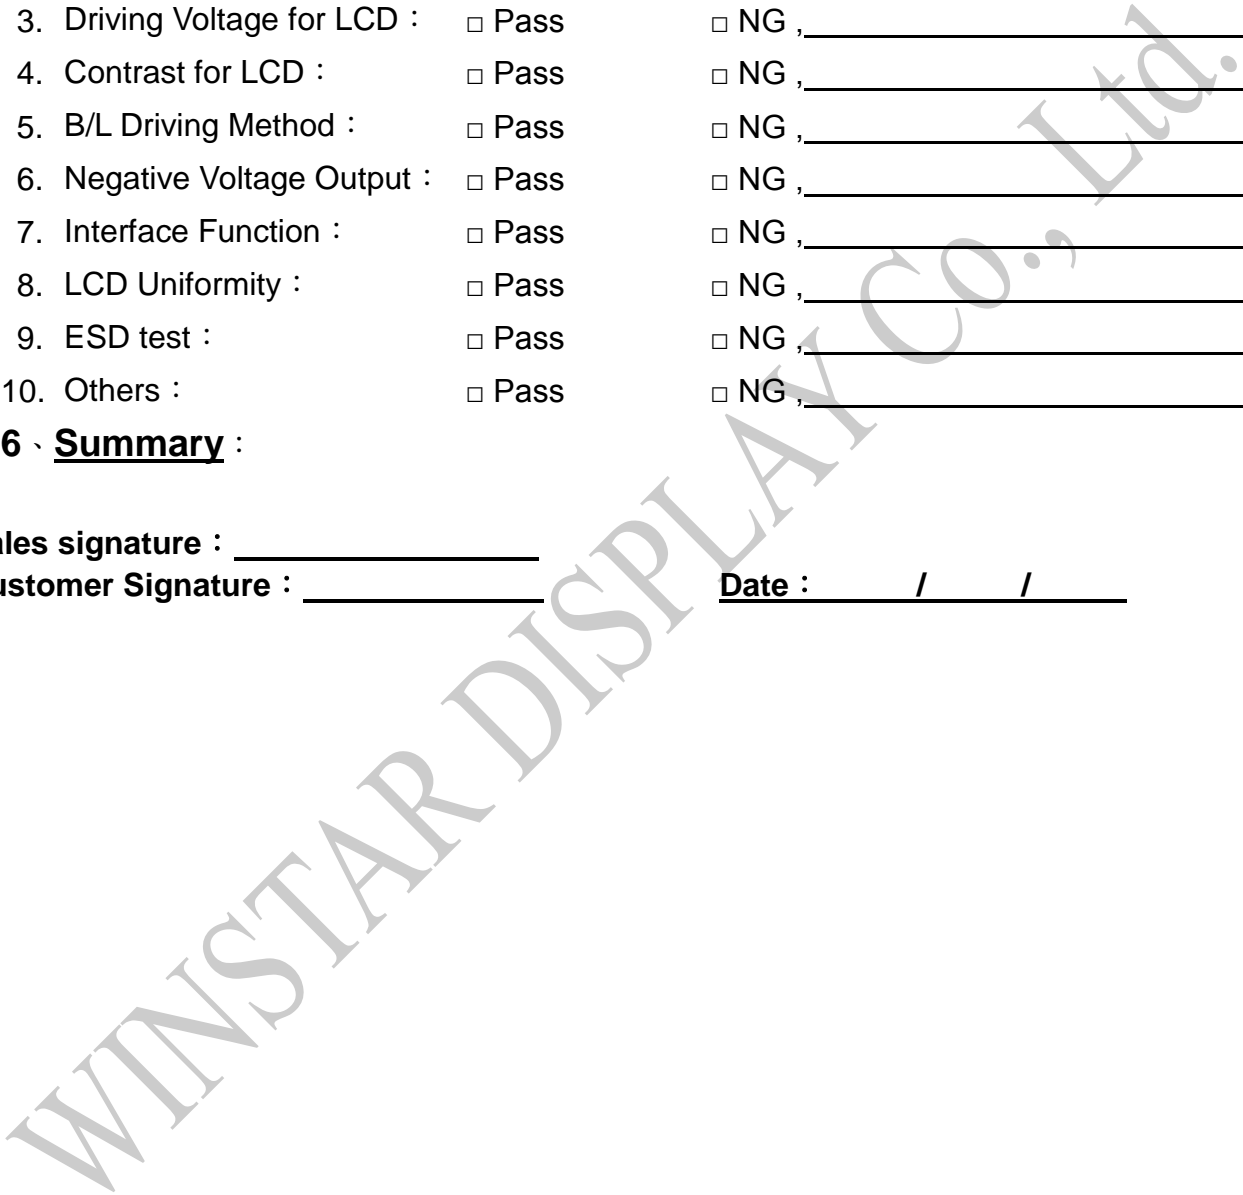 3. Driving Voltage for LCD： □ Pass □ NG ,
4. Contrast for LCD： □ Pass □ NG ,
5. B/L Driving Method： □ Pass □ NG ,
6. Negative Voltage Output： □ Pass □ NG ,
7. Interface Function： □ Pass □ NG ,
8. LCD Uniformity： □ Pass □ NG ,
9. ESD test： □ Pass □ NG ,
10. Others： □ Pass □ NG ,
6、Summary：
ales signature：
ustomer Signature： Date： / /
WINSTAR DISPLAY Co., Ltd.